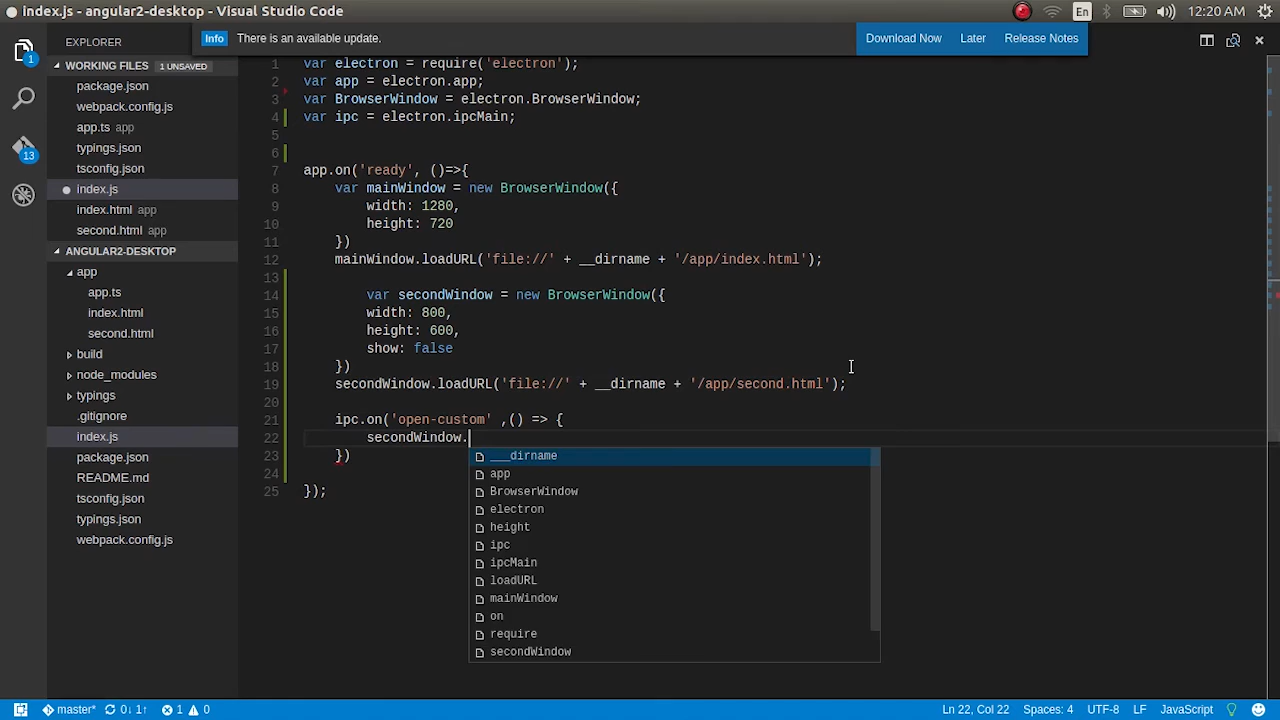 index.js - angular2-desktop - Visual Studio Code
En
12:20 AM
EXPLORER
Info There is an available update.
Download Now Later Release Notes
1
WORKING FILES 1 UNSAVED
package.json
webpack.config.js
app.ts app
typings.json
tsconfig.json
index.js
index.html app
second.html app
13
ANGULAR2-DESKTOP
app
app.ts
index.html
second.html
build
node_modules
typings
.gitignore
index.js
package.json
README.md
tsconfig.json
typings.json
webpack.config.js
1 var electron = require('electron');
2 var app = electron.app;
3 var BrowserWindow = electron.BrowserWindow;
4 var ipc = electron.ipcMain;
5
6
7 app.on('ready', ()=>{
8 var mainWindow = new BrowserWindow({
9 width: 1280,
10 height: 720
11 })
12 mainWindow.loadURL('file://' + __dirname + '/app/index.html');
13
14 var secondWindow = new BrowserWindow({
15 width: 800,
16 height: 600,
17 show: false
18 })
19 secondWindow.loadURL('file://' + __dirname + '/app/second.html');
20
21 ipc.on('open-custom' ,() => {
22 secondWindow.
23 })
24
25 });
___dirname
app
BrowserWindow
electron
height
ipc
ipcMain
loadURL
mainWindow
on
require
secondWindow
master* 0↓ 1↑ 1 0
Ln 22, Col 22 Spaces: 4 UTF-8 LF JavaScript